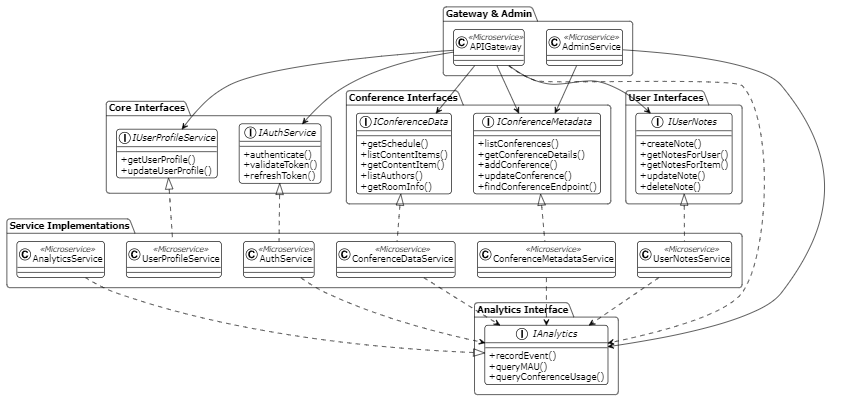 Gateway & Admin
«Microservice»
C APIGateway
«Microservice»
C AdminService
Core Interfaces
I IUserProfileService
+getUserProfile()
+updateUserProfile()
I IAuthService
+authenticate()
+validateToken()
+refreshToken()
Conference Interfaces
I IConferenceData
+getSchedule()
+listContentItems()
+getContentItem()
+listAuthors()
+getRoomInfo()
I IConferenceMetadata
+listConferences()
+getConferenceDetails()
+addConference()
+updateConference()
+findConferenceEndpoint()
User Interfaces
I IUserNotes
+createNote()
+getNotesForUser()
+getNotesForItem()
+updateNote()
+deleteNote()
Service Implementations
«Microservice»
C AnalyticsService
«Microservice»
C UserProfileService
«Microservice»
C AuthService
«Microservice»
C ConferenceDataService
«Microservice»
C ConferenceMetadataService
«Microservice»
C UserNotesService
Analytics Interface
I IAnalytics
+recordEvent()
+queryMAU()
+queryConferenceUsage()